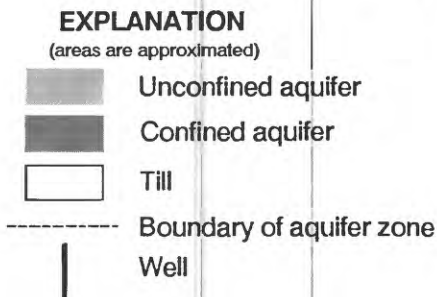 EXPLANATION
(areas are approximated)
Unconfined aquifer
Confined aquifer
Till
Boundary of aquifer zone
Well